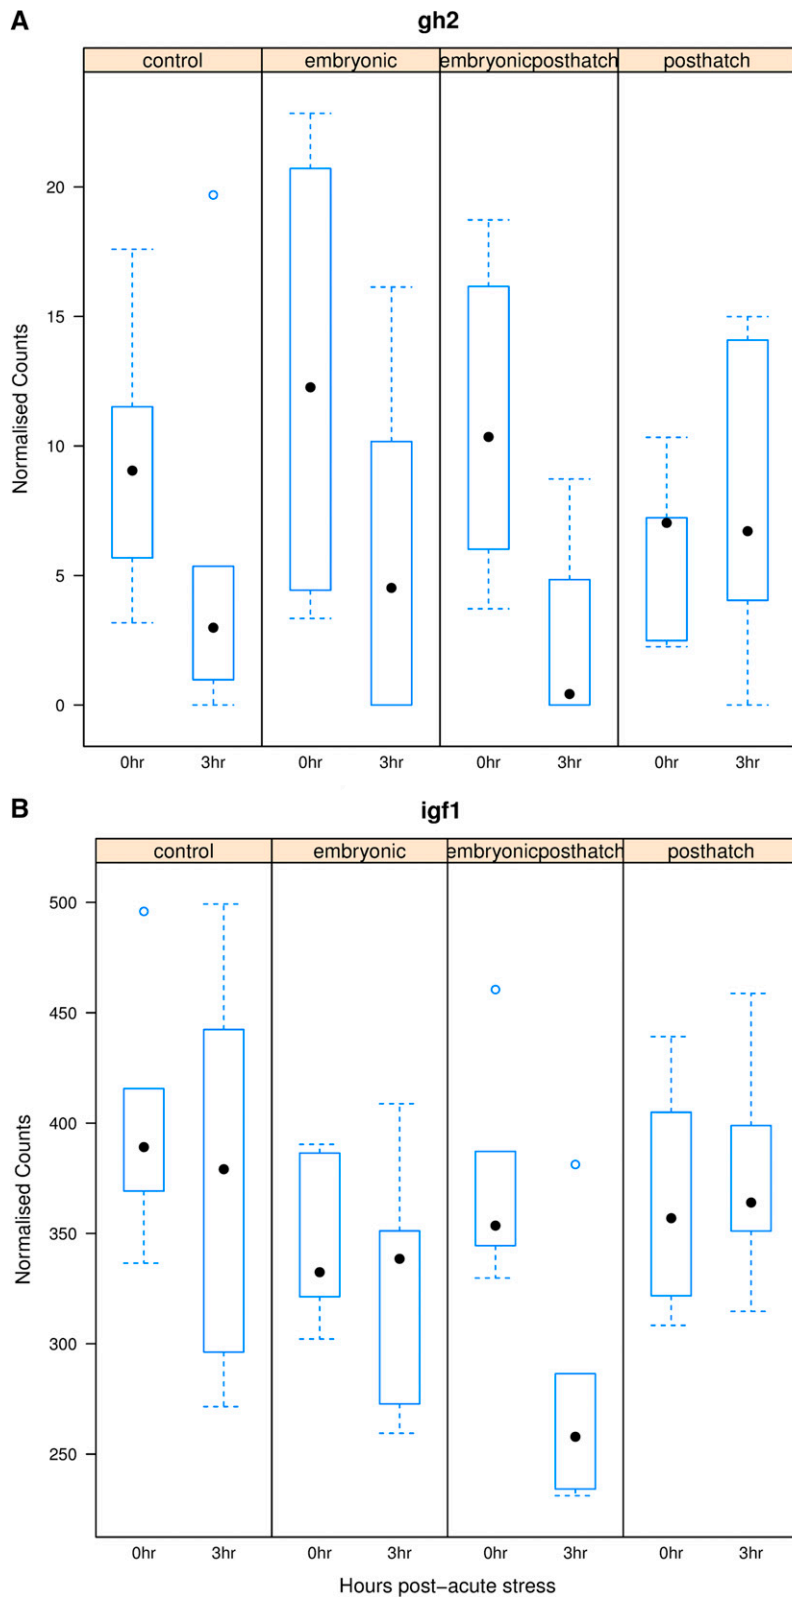 A
gh2
control embryonic embryonicposthatch posthatch
20
15
10
5
0
Normalised Counts
0hr 3hr 0hr 3hr 0hr 3hr 0hr 3hr
B
igf1
control embryonic embryonicposthatch posthatch
500
450
400
350
300
250
Normalised Counts
0hr 3hr 0hr 3hr 0hr 3hr 0hr 3hr
Hours post−acute stress